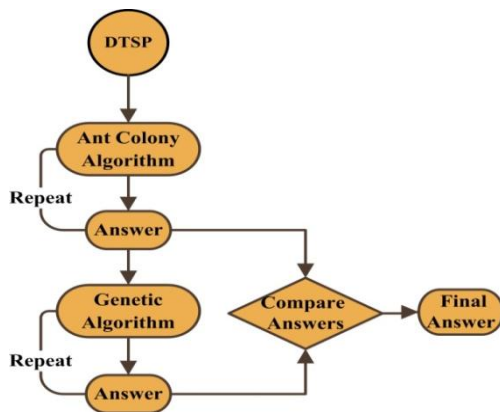 DTSP
Ant Colony
Algorithm
Repeat
Answer
Genetic
Algorithm
Compare
Answers
Final
Answer
Repeat
Answer